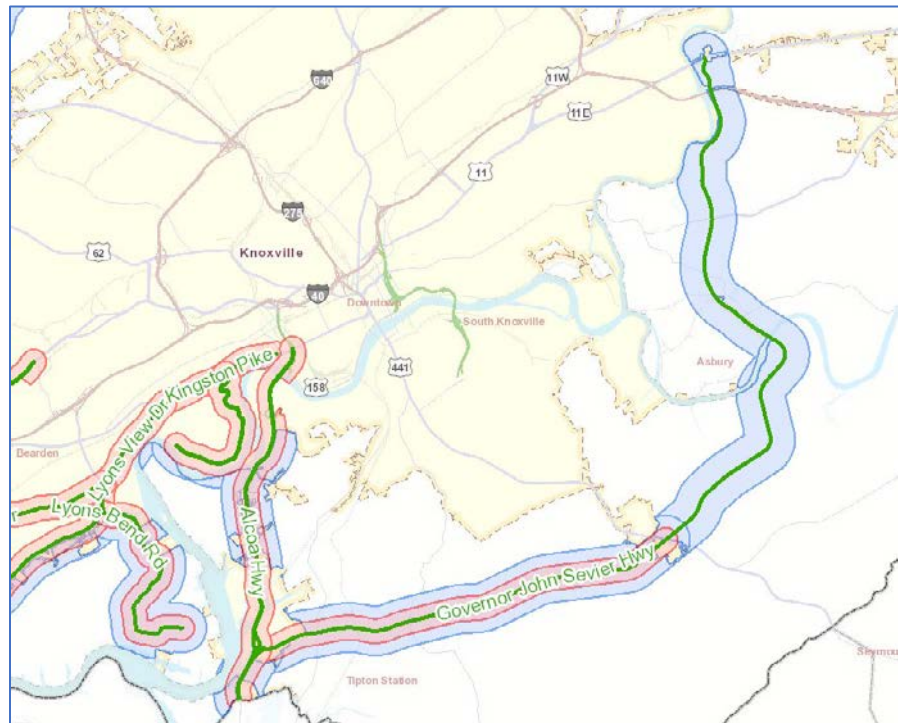 640
11W
11E
11
275
62
Knoxville
40
Downtown
South Knoxville
441
158
Asbury
Kingston Pike
Lyons View Dr
Bearden
Lyons Bend Rd
Alcoa Hwy
Governor John Sevier Hwy
Tipton Station